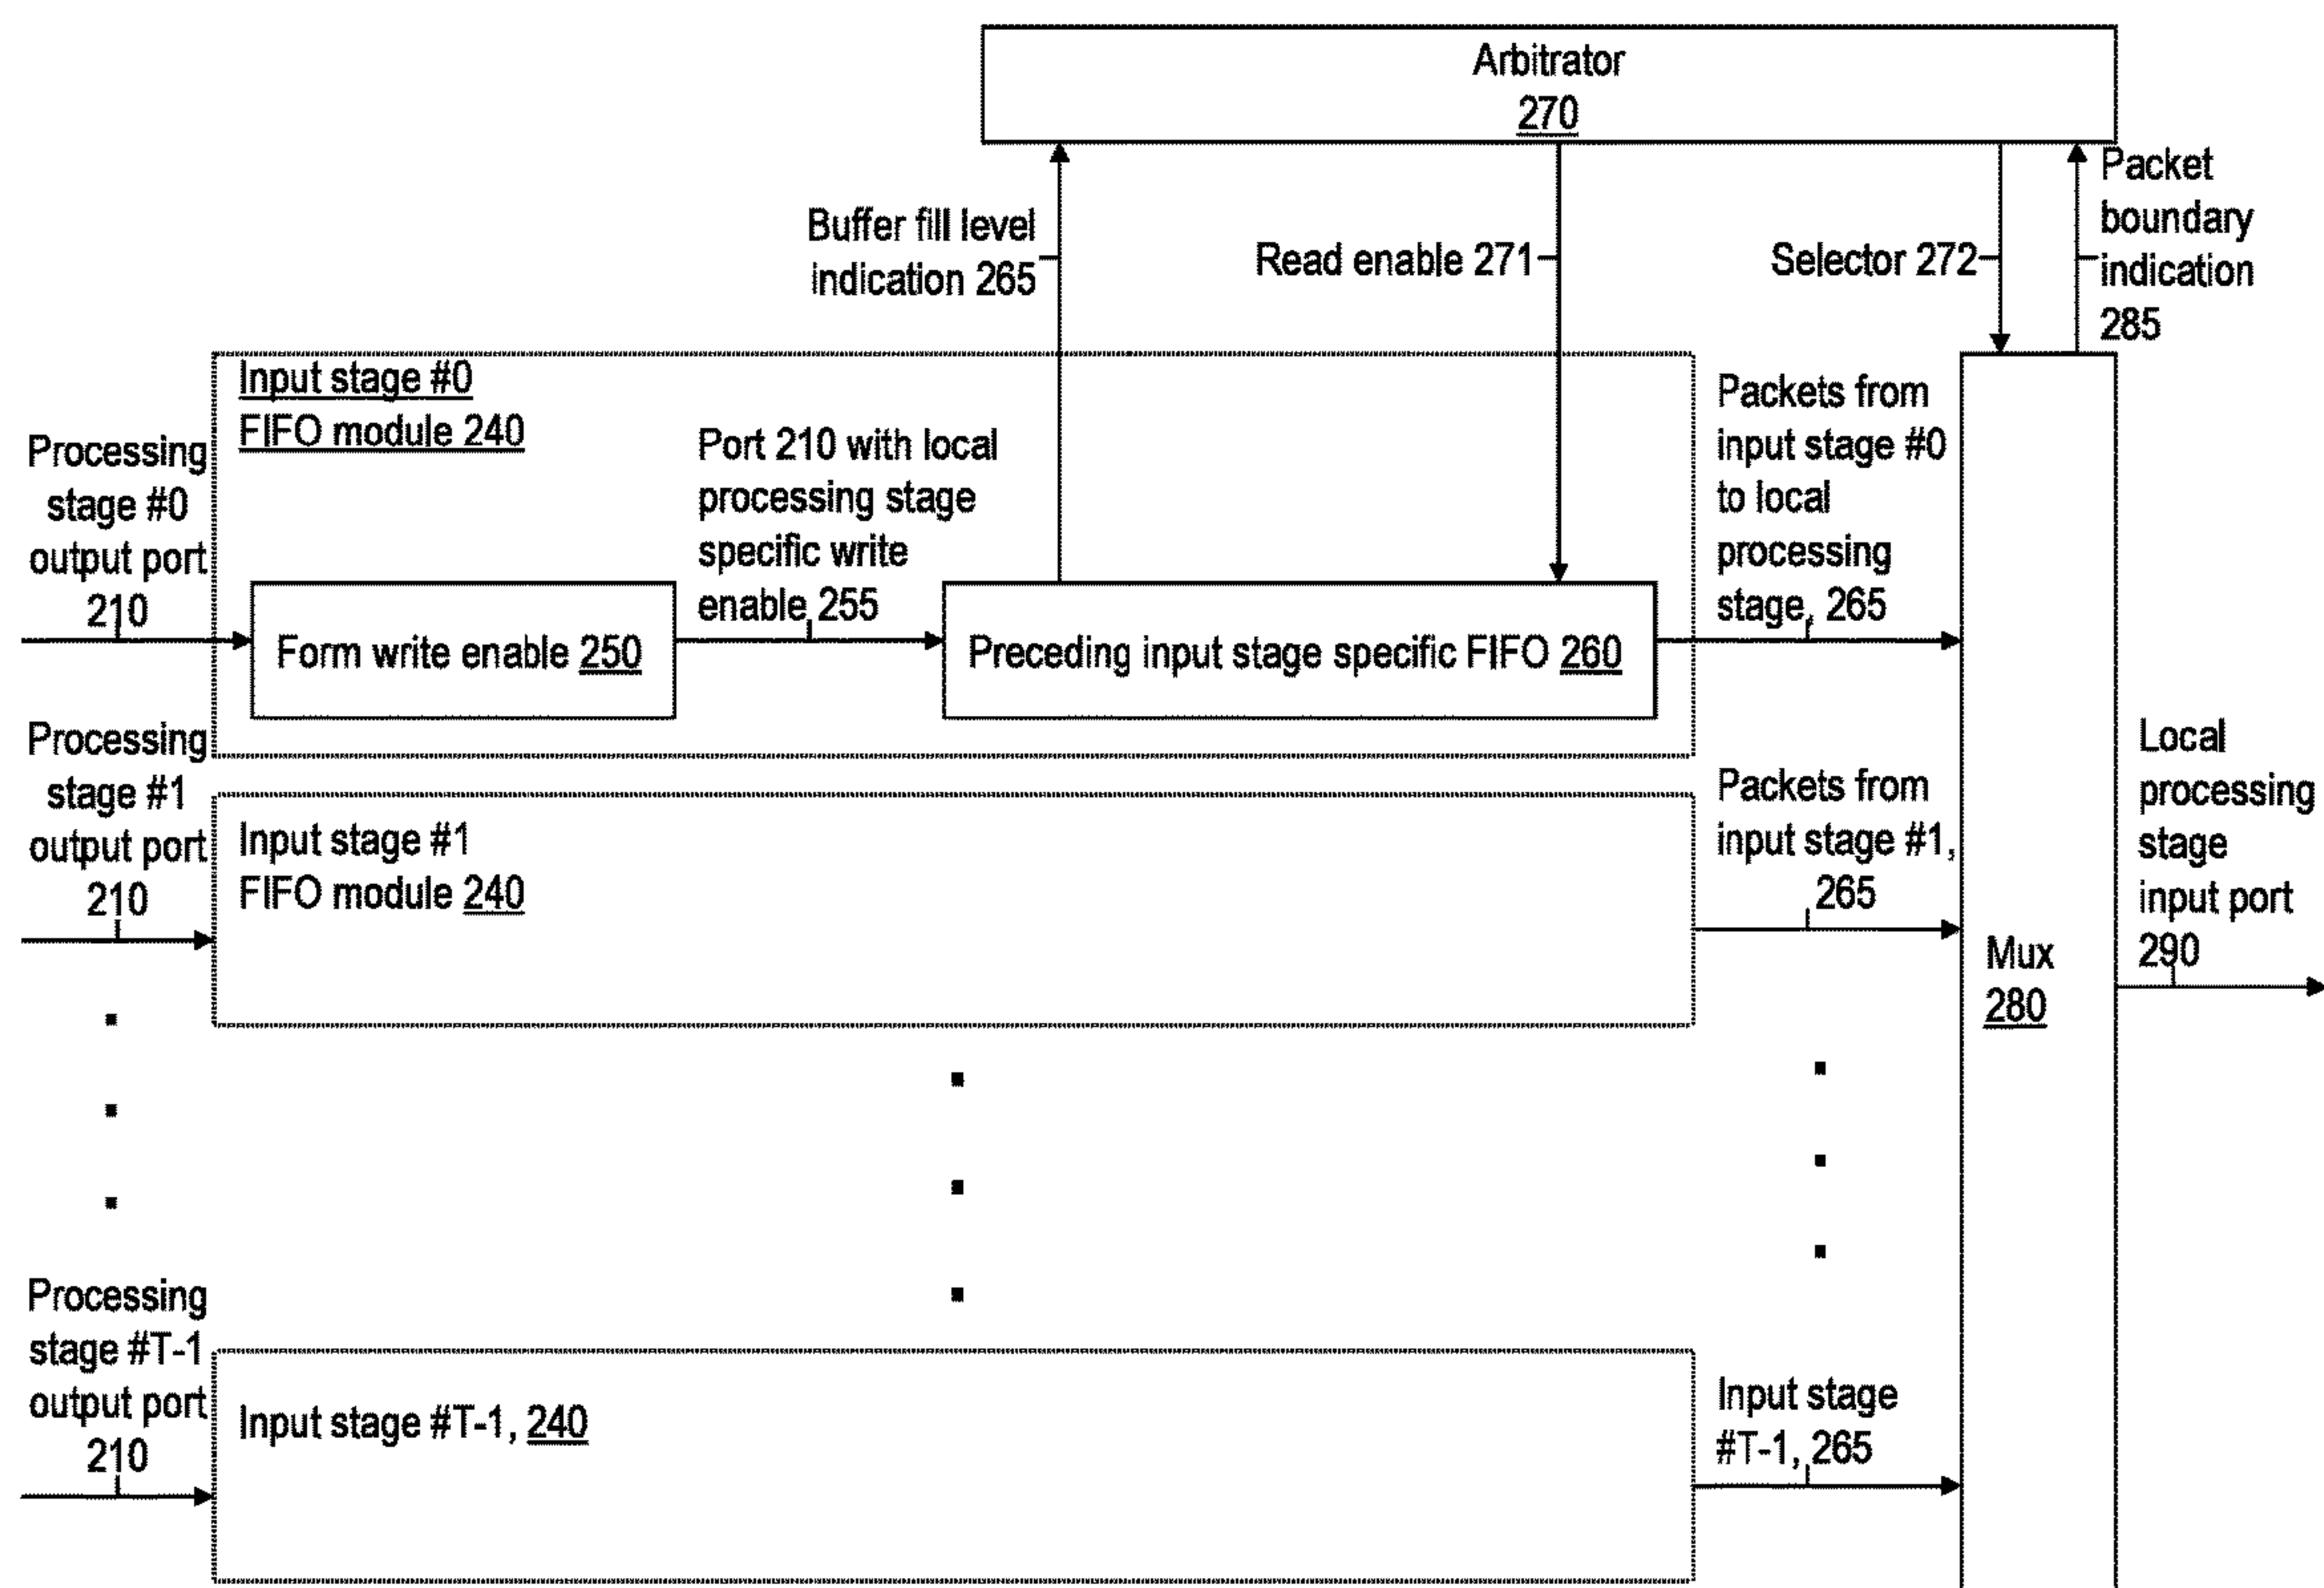 Arbitrator
270
Buffer fill level
indication 265
Read enable 271
Selector 272
Packet
boundary
indication
285
Input stage #0
FIFO module 240
Processing
stage #0
output port
210
Form write enable 250
Port 210 with local
processing stage
specific write
enable 255
Preceding input stage specific FIFO 260
Packets from
input stage #0
to local
processing
stage, 265
Processing
stage #1
output port
210
Input stage #1
FIFO module 240
Packets from
input stage #1,
265
Mux
280
Local
processing
stage
input port
290
Processing
stage #T-1
output port
210
Input stage #T-1, 240
Input stage
#T-1, 265